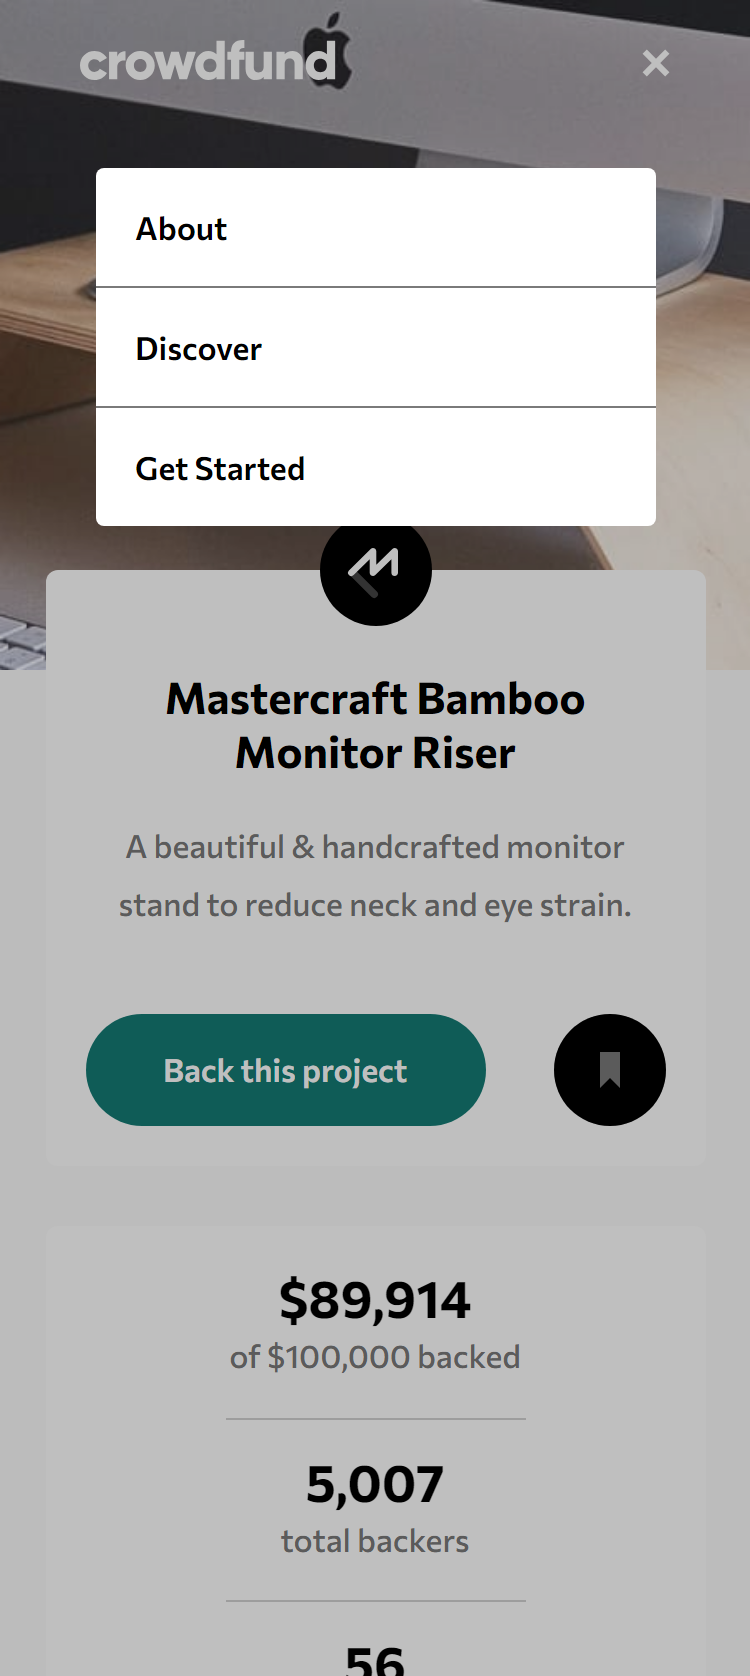 crowdfund
About
Discover
Get Started
Mastercraft Bamboo
Monitor Riser
A beautiful & handcrafted monitor
stand to reduce neck and eye strain.
Back this project
$89,914
of $100,000 backed
5,007
total backers
56